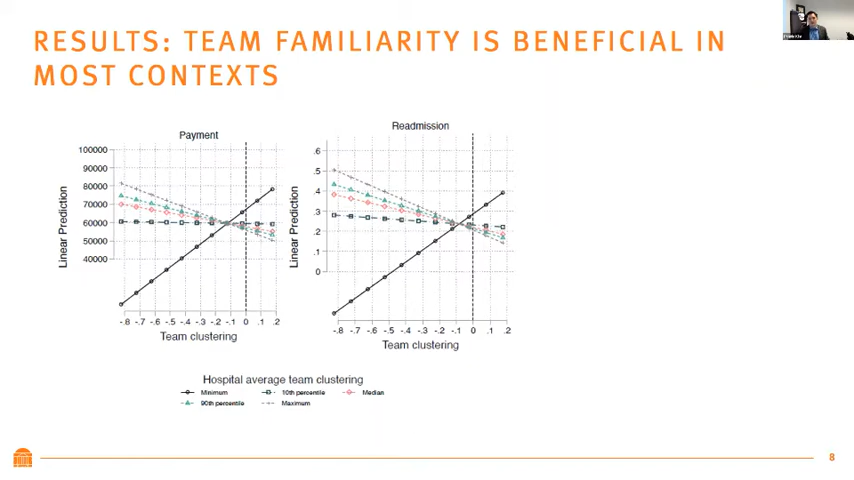 RESULTS: TEAM FAMILIARITY IS BENEFICIAL IN
MOST CONTEXTS
Payment
Linear Prediction
100000
90000
80000
70000
60000
50000
40000
-.8 -.7 -.6 -.5 -.4 -.3 -.2 -.1 0 .1 .2
Team clustering
Readmission
Linear Prediction
.6
.5
.4
.3
.2
.1
0
-.8 -.7 -.6 -.5 -.4 -.3 -.2 -.1 0 .1 .2
Team clustering
Hospital average team clustering
Minimum 10th percentile Median
90th percentile Maximum
8